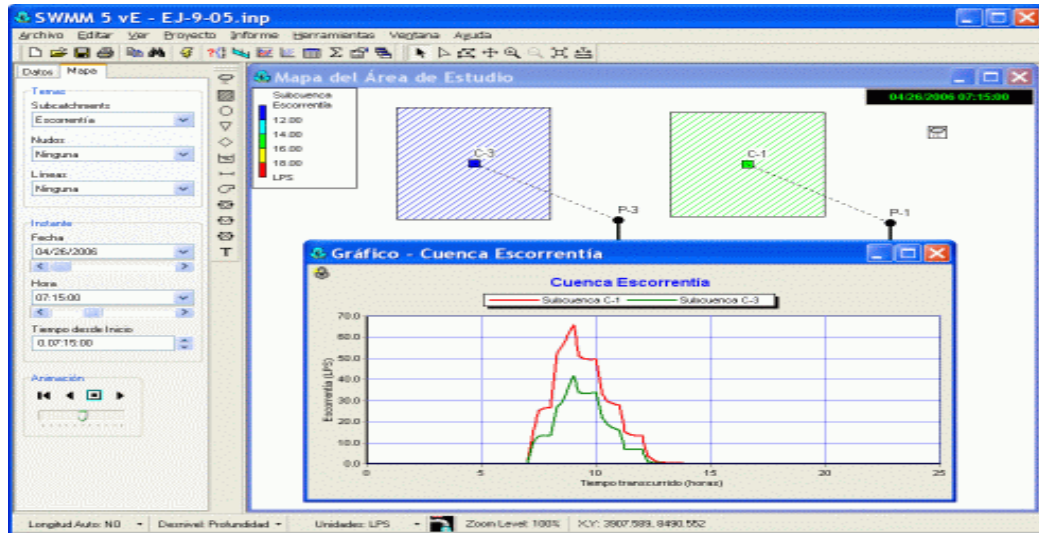 SWMM 5 vE - EJ-9-05.inp
Archivo Editar Ver Proyecto Informe Herramientas Ventana Ayuda
Datos Mapa
Temas
Subcatchments
Escorrentía
Nudos
Ninguna
Líneas
Ninguna
Instante
Fecha
04/26/2006
Hora
07:15:00
Tiempo desde Inicio
0.07:15:00
Animación
T
Mapa del Área de Estudio
Subcuenca
Escorrentía
12.00
14.00
16.00
18.00
LPS
04/26/2006 07:15:00
C-3
C-1
P-3
P-1
Gráfico - Cuenca Escorrentía
Cuenca Escorrentía
Subcuenca C-1 Subcuenca C-3
Escorrentía (LPS)
70.0
60.0
50.0
40.0
30.0
20.0
10.0
0.0
0 5 10 15 20 25
Tiempo transcurrido (horas)
Longitud Auto: NO Desnivel: Profundidad Unidades: LPS Zoom Level: 100% X,Y: 3907.589, 8490.552